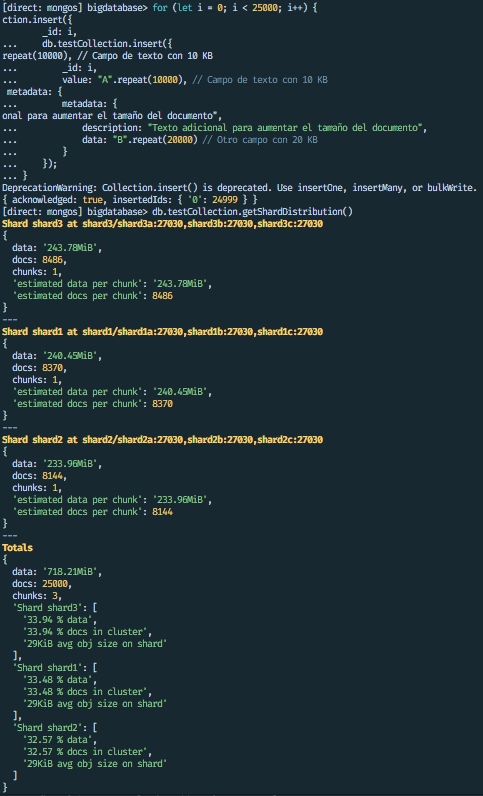 [direct: mongos] bigdatabase> for (let i = 0; i < 25000; i++) {
ction.insert({
        _id: i,
...     db.testCollection.insert({
repeat(10000), // Campo de texto con 10 KB
...         _id: i,
...         value: "A".repeat(10000), // Campo de texto con 10 KB
 metadata: {
...         metadata: {
onal para aumentar el tamaño del documento",
...             description: "Texto adicional para aumentar el tamaño del documento",
...             data: "B".repeat(20000) // Otro campo con 20 KB
...         }
...     });
... }
DeprecationWarning: Collection.insert() is deprecated. Use insertOne, insertMany, or bulkWrite.
{ acknowledged: true, insertedIds: { '0': 24999 } }
[direct: mongos] bigdatabase> db.testCollection.getShardDistribution()
Shard shard3 at shard3/shard3a:27030,shard3b:27030,shard3c:27030
{
  data: '243.78MiB',
  docs: 8486,
  chunks: 1,
  'estimated data per chunk': '243.78MiB',
  'estimated docs per chunk': 8486
}
---
Shard shard1 at shard1/shard1a:27030,shard1b:27030,shard1c:27030
{
  data: '240.45MiB',
  docs: 8370,
  chunks: 1,
  'estimated data per chunk': '240.45MiB',
  'estimated docs per chunk': 8370
}
---
Shard shard2 at shard2/shard2a:27030,shard2b:27030,shard2c:27030
{
  data: '233.96MiB',
  docs: 8144,
  chunks: 1,
  'estimated data per chunk': '233.96MiB',
  'estimated docs per chunk': 8144
}
---
Totals
{
  data: '718.21MiB',
  docs: 25000,
  chunks: 3,
  'Shard shard3': [
    '33.94 % data',
    '33.94 % docs in cluster',
    '29KiB avg obj size on shard'
  ],
  'Shard shard1': [
    '33.48 % data',
    '33.48 % docs in cluster',
    '29KiB avg obj size on shard'
  ],
  'Shard shard2': [
    '32.57 % data',
    '32.57 % docs in cluster',
    '29KiB avg obj size on shard'
  ]
}